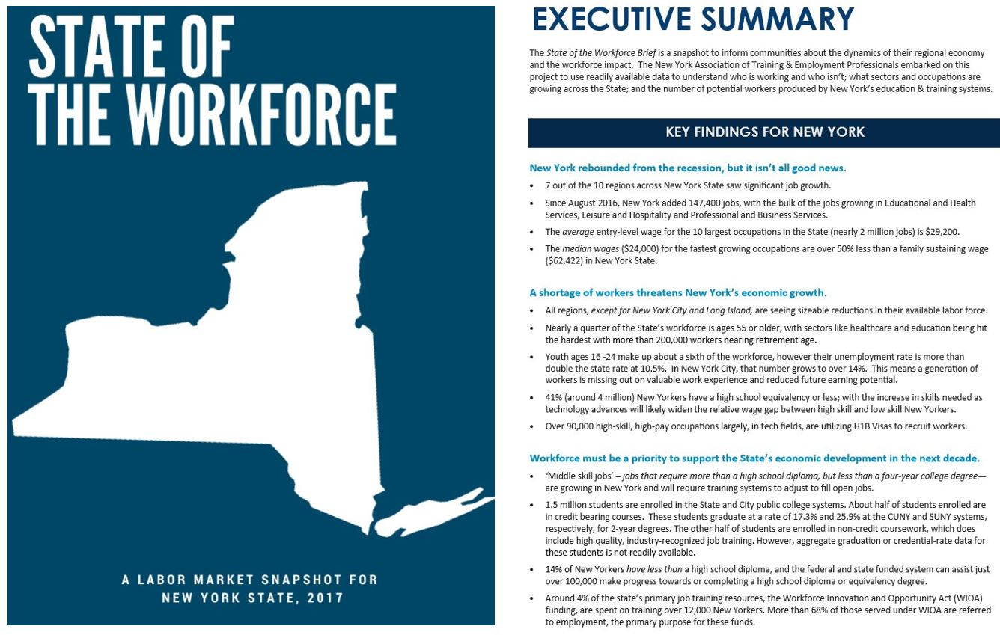 STATE OF
THE WORKFORCE
A LABOR MARKET SNAPSHOT FOR
NEW YORK STATE, 2017
EXECUTIVE SUMMARY
The State of the Workforce Brief is a snapshot to inform communities about the dynamics of their regional economy
and the workforce impact.  The New York Association of Training & Employment Professionals embarked on this
project to use readily available data to understand who is working and who isn't; what sectors and occupations are
growing across the State; and the number of potential workers produced by New York's education & training systems.
KEY FINDINGS FOR NEW YORK
New York rebounded from the recession, but it isn't all good news.
• 7 out of the 10 regions across New York State saw significant job growth.
• Since August 2016, New York added 147,400 jobs, with the bulk of the jobs growing in Educational and Health
Services, Leisure and Hospitality and Professional and Business Services.
• The average entry-level wage for the 10 largest occupations in the State (nearly 2 million jobs) is $29,200.
• The median wages ($24,000) for the fastest growing occupations are over 50% less than a family sustaining wage
($62,422) in New York State.
A shortage of workers threatens New York's economic growth.
• All regions, except for New York City and Long Island, are seeing sizeable reductions in their available labor force.
• Nearly a quarter of the State's workforce is ages 55 or older, with sectors like healthcare and education being hit
the hardest with more than 200,000 workers nearing retirement age.
• Youth ages 16 -24 make up about a sixth of the workforce, however their unemployment rate is more than
double the state rate at 10.5%.  In New York City, that number grows to over 14%.  This means a generation of
workers is missing out on valuable work experience and reduced future earning potential.
• 41% (around 4 million) New Yorkers have a high school equivalency or less; with the increase in skills needed as
technology advances will likely widen the relative wage gap between high skill and low skill New Yorkers.
• Over 90,000 high-skill, high-pay occupations largely, in tech fields, are utilizing H1B Visas to recruit workers.
Workforce must be a priority to support the State's economic development in the next decade.
• 'Middle skill jobs' – jobs that require more than a high school diploma, but less than a four-year college degree—
are growing in New York and will require training systems to adjust to fill open jobs.
• 1.5 million students are enrolled in the State and City public college systems. About half of students enrolled are
in credit bearing courses.  These students graduate at a rate of 17.3% and 25.9% at the CUNY and SUNY systems,
respectively, for 2-year degrees. The other half of students are enrolled in non-credit coursework, which does
include high quality, industry-recognized job training. However, aggregate graduation or credential-rate data for
these students is not readily available.
• 14% of New Yorkers have less than a high school diploma, and the federal and state funded system can assist just
over 100,000 make progress towards or completing a high school diploma or equivalency degree.
• Around 4% of the state's primary job training resources, the Workforce Innovation and Opportunity Act (WIOA)
funding, are spent on training over 12,000 New Yorkers. More than 68% of those served under WIOA are referred
to employment, the primary purpose for these funds.